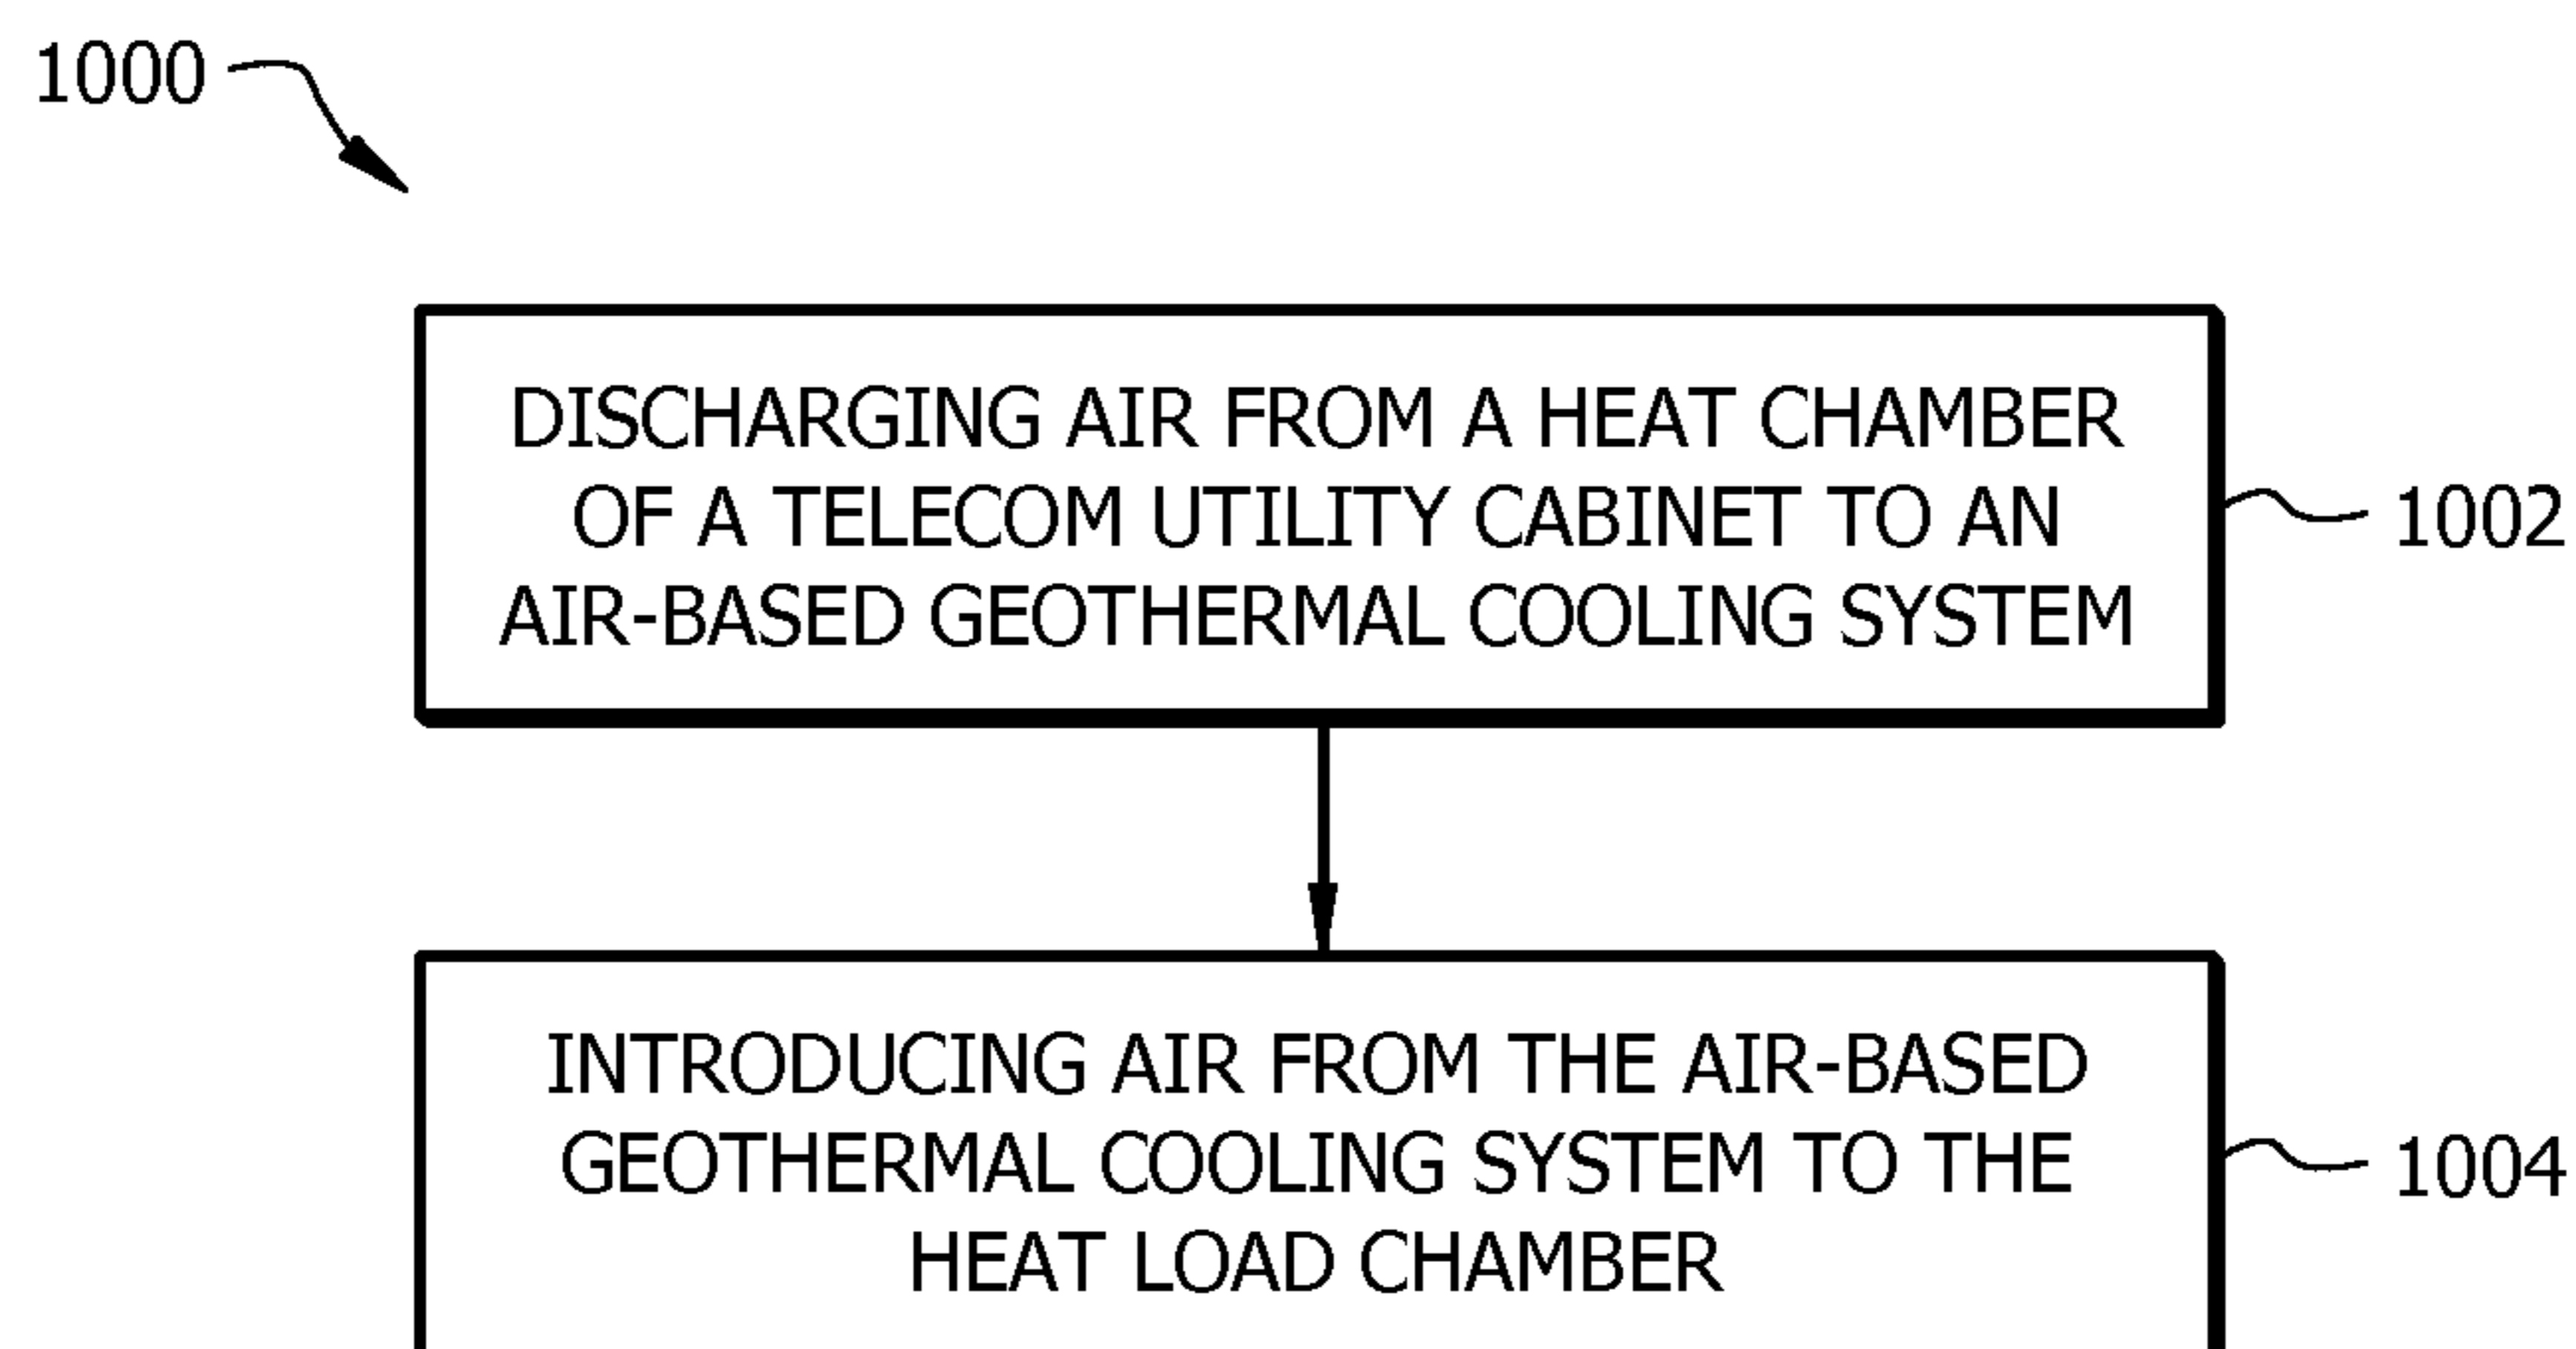 1000
DISCHARGING AIR FROM A HEAT CHAMBER
OF A TELECOM UTILITY CABINET TO AN
AIR-BASED GEOTHERMAL COOLING SYSTEM
1002
INTRODUCING AIR FROM THE AIR-BASED
GEOTHERMAL COOLING SYSTEM TO THE
HEAT LOAD CHAMBER
1004